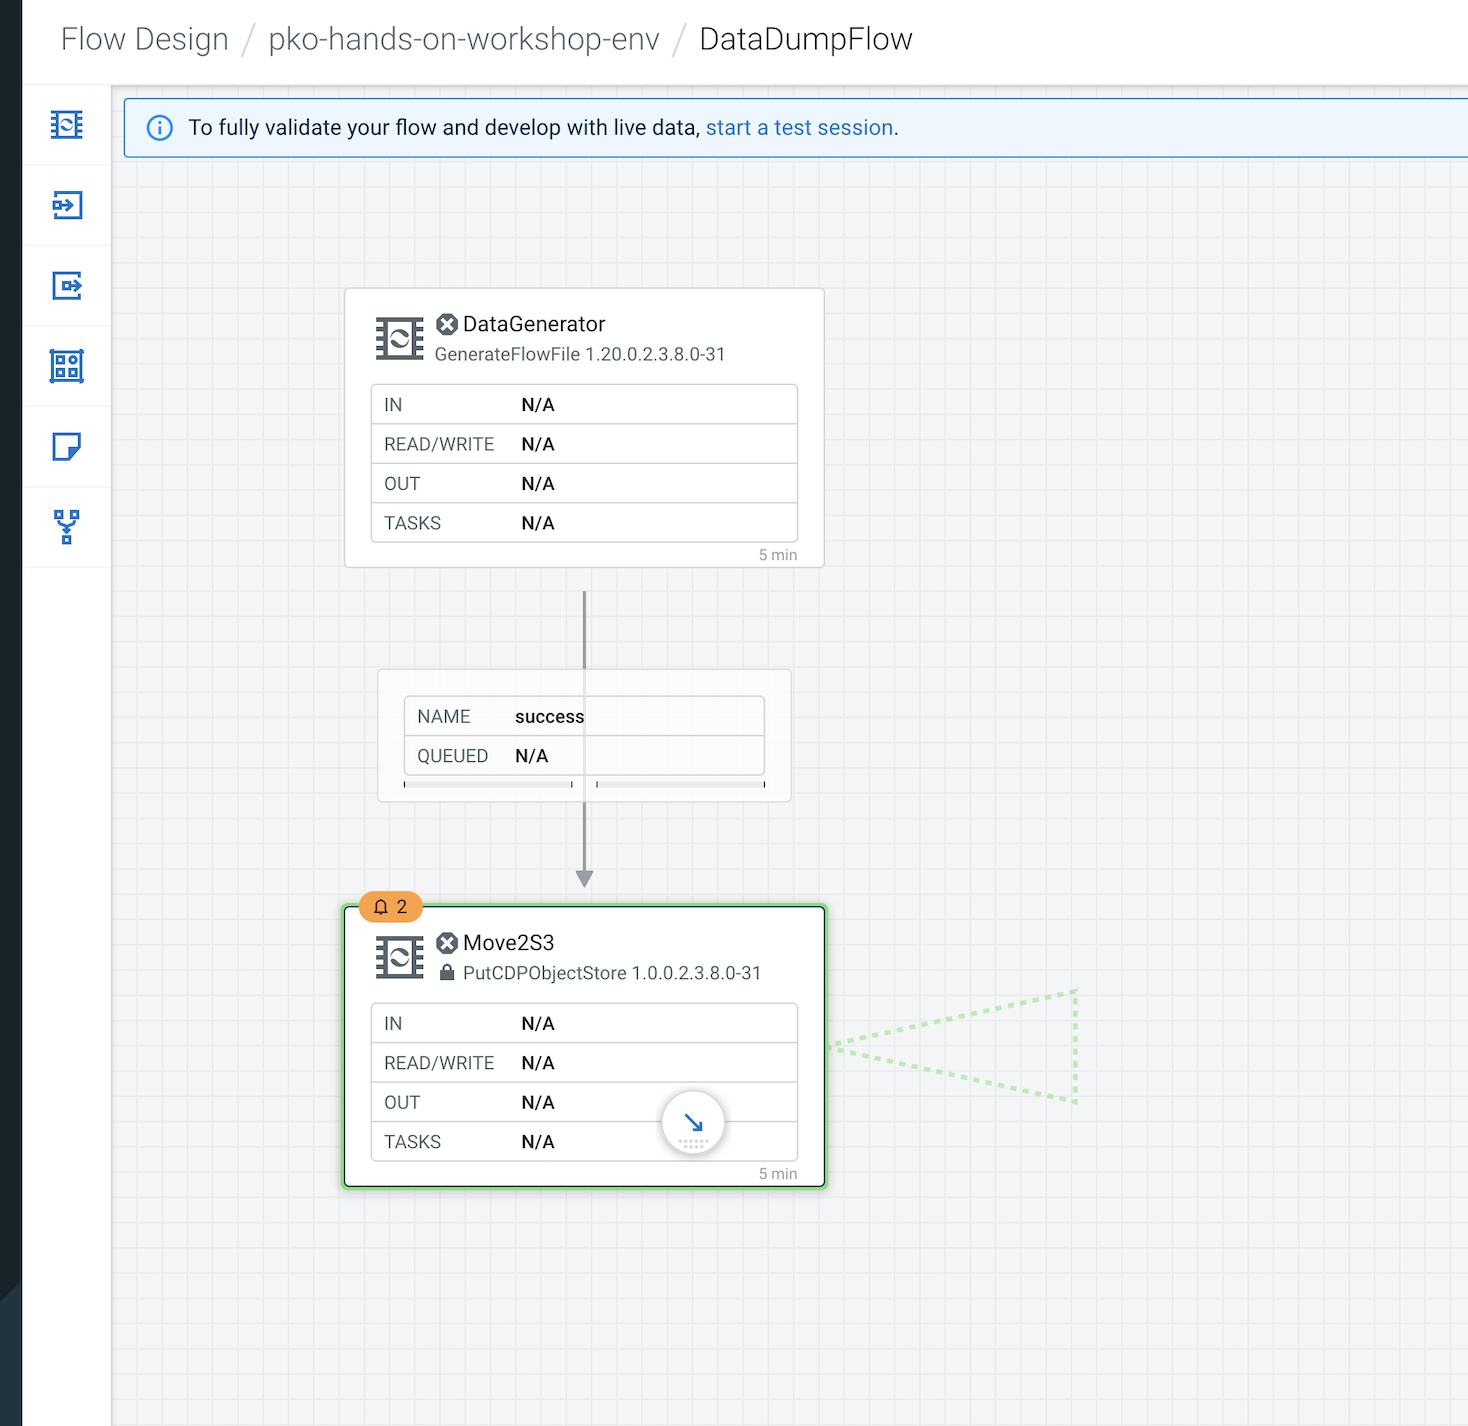 Flow Design / pko-hands-on-workshop-env / DataDumpFlow
To fully validate your flow and develop with live data, start a test session.
DataGenerator
GenerateFlowFile 1.20.0.2.3.8.0-31
IN N/A
READ/WRITE N/A
OUT N/A
TASKS N/A
5 min
NAME success
QUEUED N/A
2
Move2S3
PutCDPObjectStore 1.0.0.2.3.8.0-31
IN N/A
READ/WRITE N/A
OUT N/A
TASKS N/A
5 min